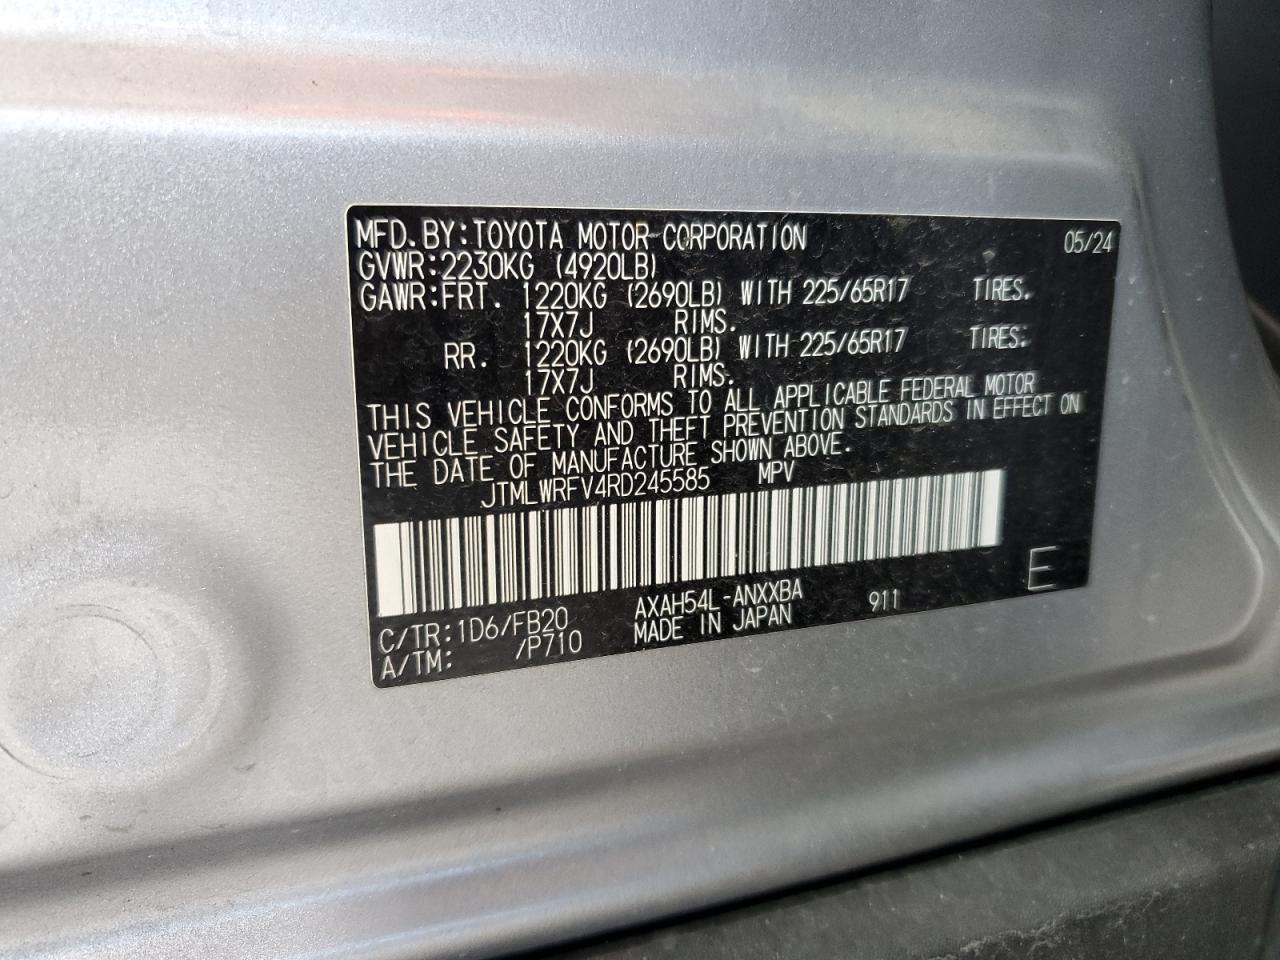 MFD. BY: TOYOTA MOTOR CORPORATION 05/24
GVWR: 2230KG (4920LB)
GAWR: FRT. 1220KG (2690LB) WITH 225/65R17 TIRES.
17X7J RIMS.
RR. 1220KG (2690LB) WITH 225/65R17 TIRES:
17X7J RIMS.
THIS VEHICLE CONFORMS TO ALL APPLICABLE FEDERAL MOTOR
VEHICLE SAFETY AND THEFT PREVENTION STANDARDS IN EFFECT ON
THE DATE OF MANUFACTURE SHOWN ABOVE.
JTMLWRFV4RD245585 MPV
C/TR: 1D6/FB20 AXAH54L-ANXXBA 911 E
A/TM: /P710 MADE IN JAPAN